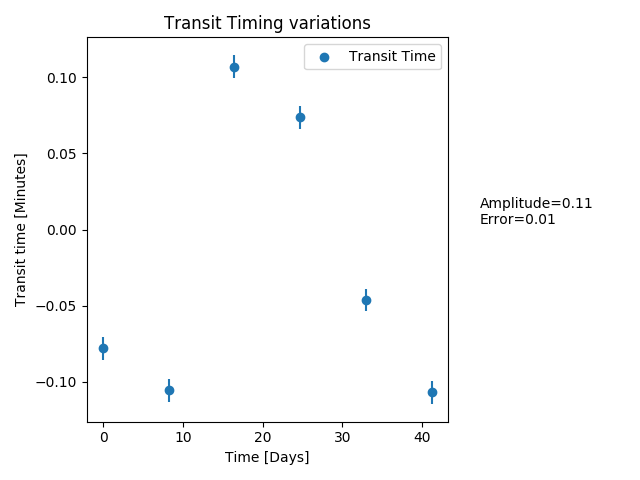 Transit Timing variations
Transit Time
Transit time [Minutes]
0.10
0.05
0.00
−0.05
−0.10
0
10
20
30
40
Time [Days]
Amplitude=0.11
Error=0.01